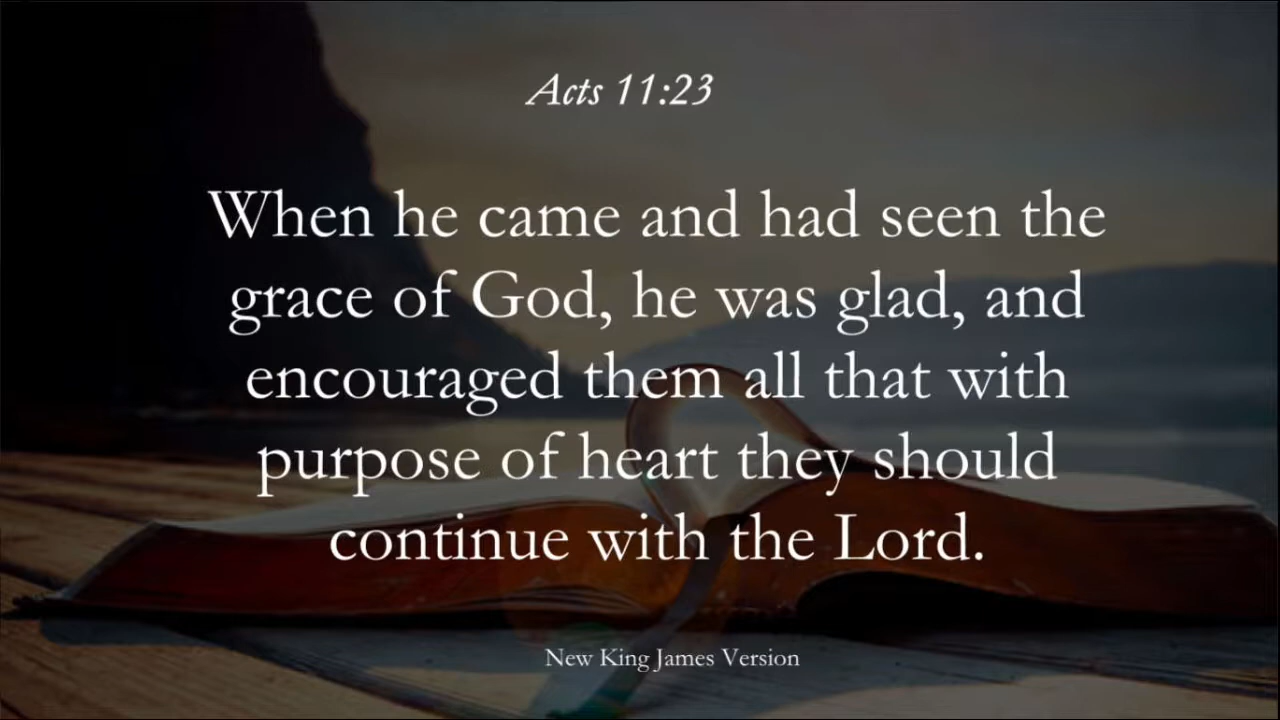 Acts 11:23
When he came and had seen the
grace of God, he was glad, and
encouraged them all that with
purpose of heart they should
continue with the Lord.
New King James Version